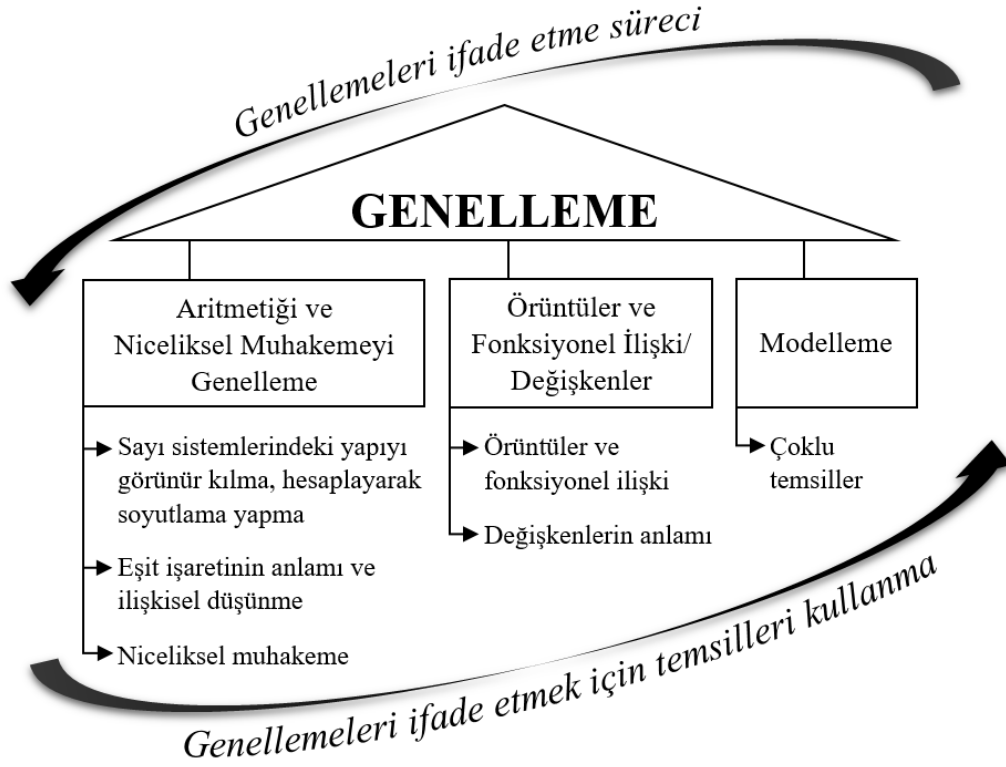 Genellemeleri ifade etme süreci
GENELLEME
Aritmetiği ve
Niceliksel Muhakemeyi
Genelleme
Sayı sistemlerindeki yapıyı
görünür kılma, hesaplayarak
soyutlama yapma
Eşit işaretinin anlamı ve
ilişkisel düşünme
Niceliksel muhakeme
Örüntüler ve
Fonksiyonel İlişki/
Değişkenler
Örüntüler ve
fonksiyonel ilişki
Değişkenlerin anlamı
Modelleme
Çoklu
temsiller
Genellemeleri ifade etmek için temsilleri kullanma